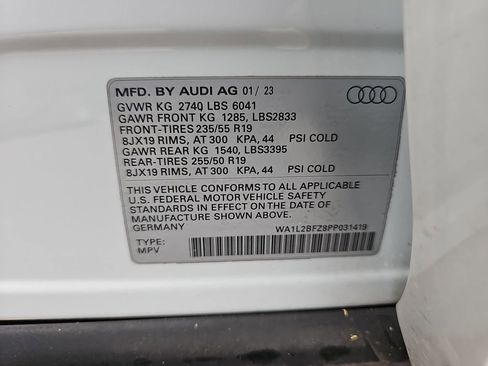 MFD. BY AUDI AG 01/23
GVWR KG 2740 LBS 6041
GAWR FRONT KG 1285, LBS2833
FRONT-TIRES 235/55 R19
8JX19 RIMS, AT 300 KPA, 44 PSI COLD
GAWR REAR KG 1540, LBS3395
REAR-TIRES 255/50 R19
8JX19 RIMS, AT 300 KPA, 44 PSI COLD
THIS VEHICLE CONFORMS TO ALL APPLICABLE
U.S. FEDERAL MOTOR VEHICLE SAFETY
STANDARDS IN EFFECT ON THE DATE OF
MANUFACTURE SHOWN ABOVE.
GERMANY
WA1L2BFZ8PP031419
TYPE:
MPV